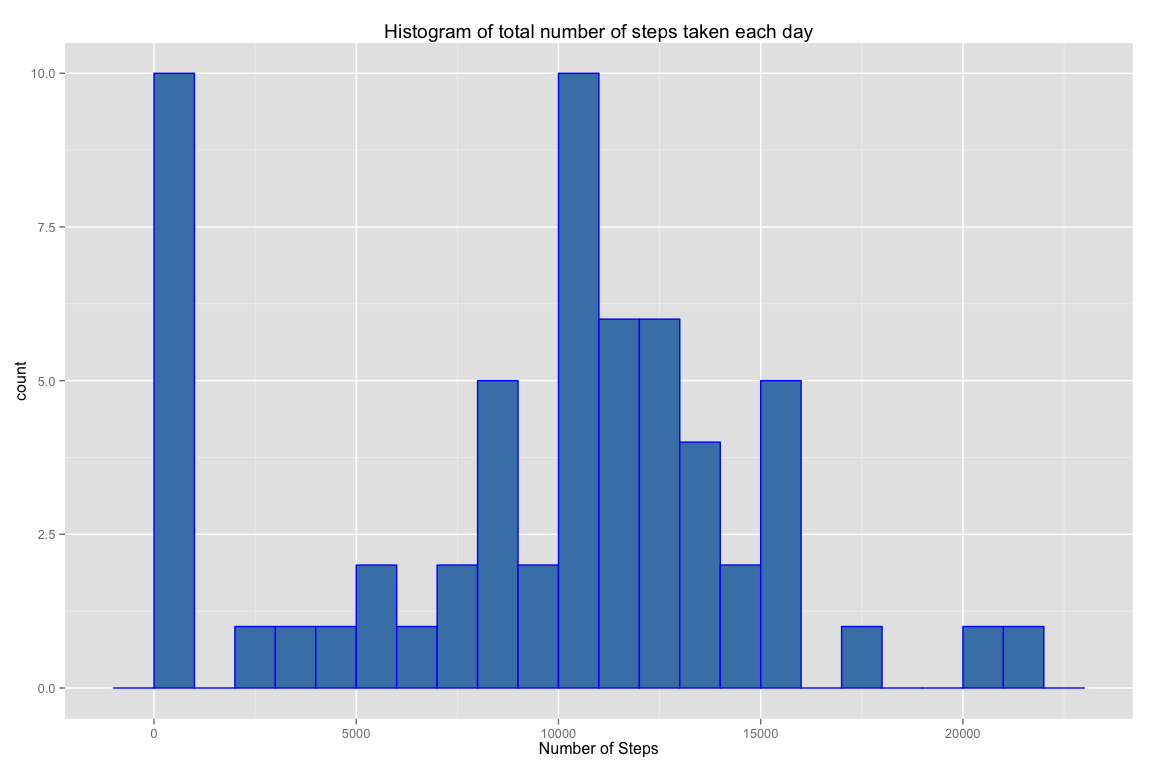 Histogram of total number of steps taken each day
10.0
7.5
5.0
2.5
0.0
count
0 5000 10000 15000 20000
Number of Steps